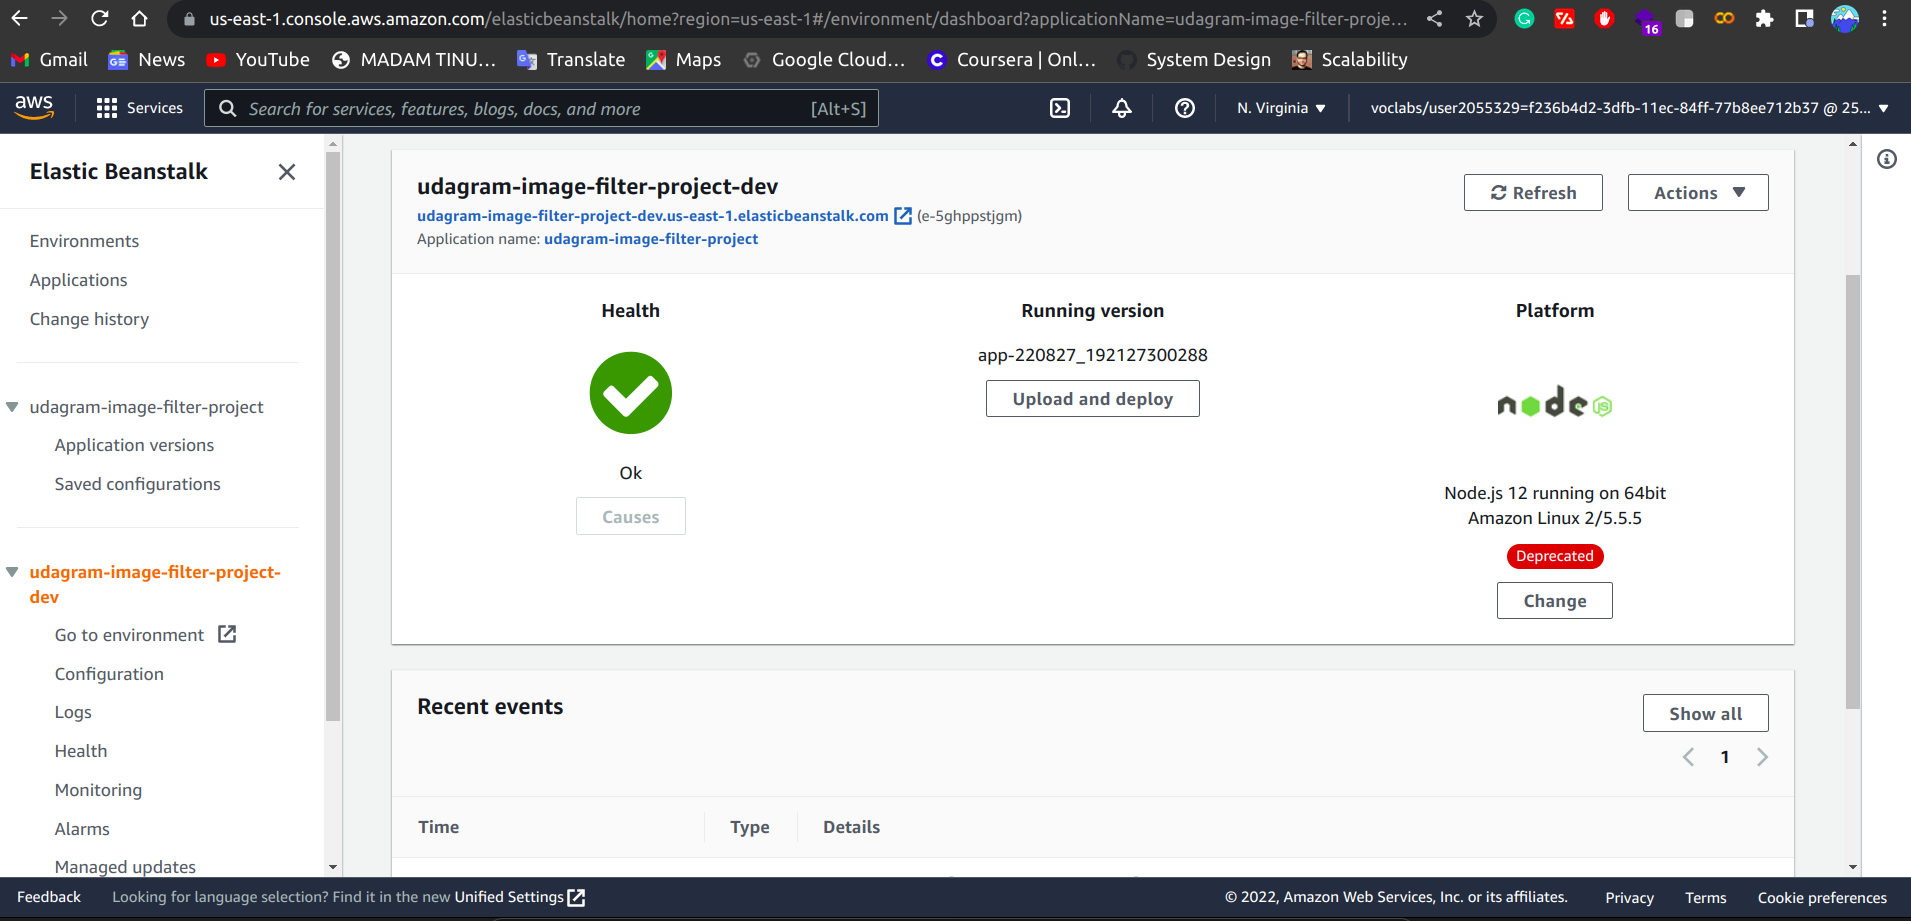 us-east-1.console.aws.amazon.com/elasticbeanstalk/home?region=us-east-1#/environment/dashboard?applicationName=udagram-image-filter-proje...
16
Gmail
News
YouTube
MADAM TINU...
Translate
Maps
Google Cloud...
Coursera | Onl...
System Design
Scalability
aws
Services
Search for services, features, blogs, docs, and more
[Alt+S]
N. Virginia
voclabs/user2055329=f236b4d2-3dfb-11ec-84ff-77b8ee712b37 @ 25...
Elastic Beanstalk
Environments
Applications
Change history
udagram-image-filter-project
Application versions
Saved configurations
udagram-image-filter-project-
dev
Go to environment
Configuration
Logs
Health
Monitoring
Alarms
Managed updates
udagram-image-filter-project-dev
udagram-image-filter-project-dev.us-east-1.elasticbeanstalk.com (e-5ghppstjgm)
Application name: udagram-image-filter-project
Refresh
Actions
Health
Ok
Causes
Running version
app-220827_192127300288
Upload and deploy
Platform
node JS
Node.js 12 running on 64bit
Amazon Linux 2/5.5.5
Deprecated
Change
Recent events
Show all
1
Time
Type
Details
Feedback
Looking for language selection? Find it in the new Unified Settings
© 2022, Amazon Web Services, Inc. or its affiliates.
Privacy
Terms
Cookie preferences